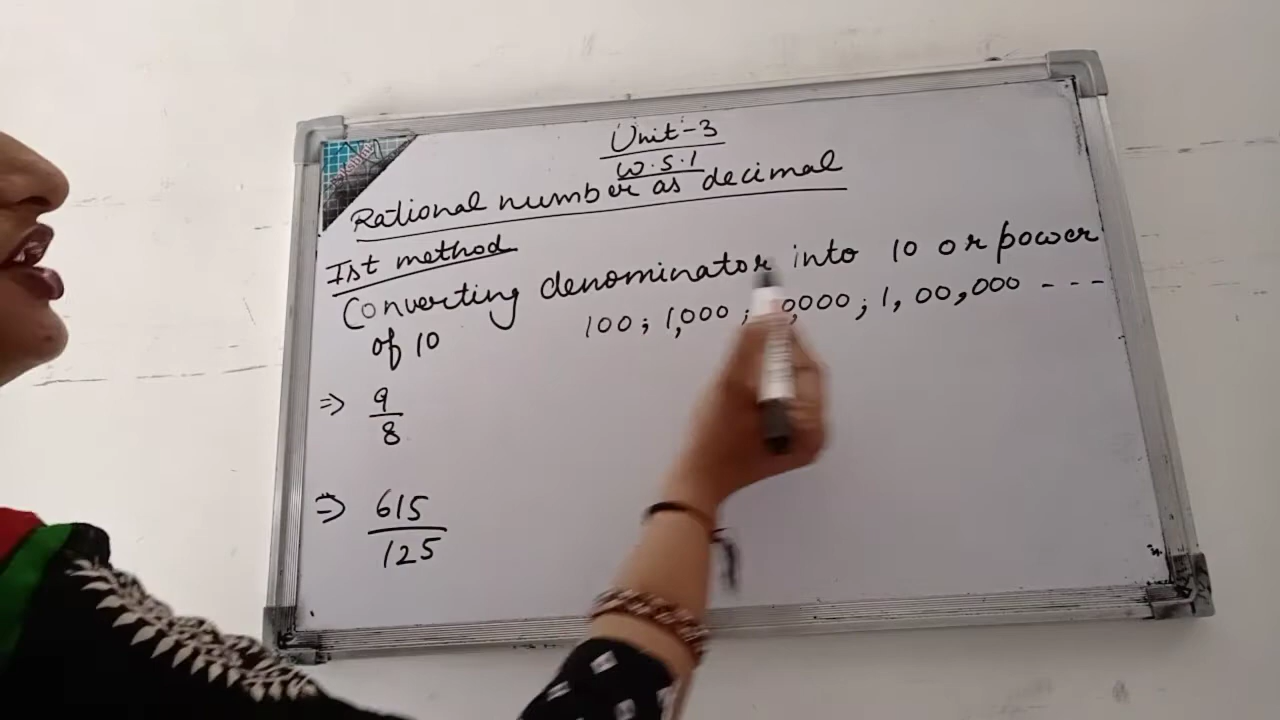 Unit-3
W.S.1
Rational number as decimal
Ist method
Converting denominator into 10 or power
of 10 100; 1,000; ,000; 1,00,000 ---
⇒ 9/8
⇒ 615/125